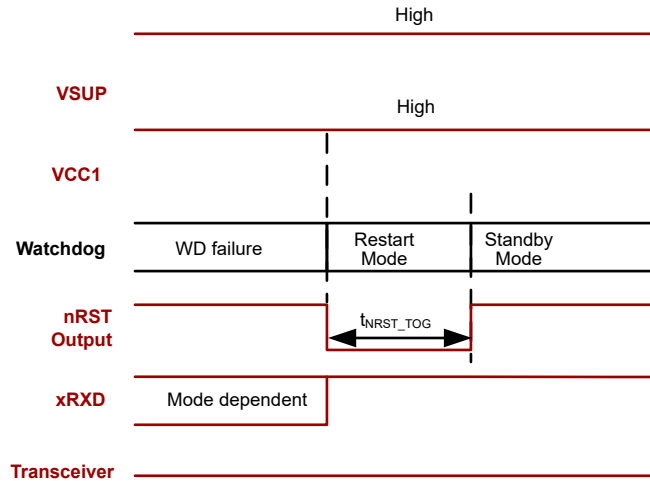 High
VSUP
High
VCC1
Watchdog
WD failure
Restart
Mode
Standby
Mode
nRST
Output
tNRST_TOG
xRXD
Mode dependent
Transceiver